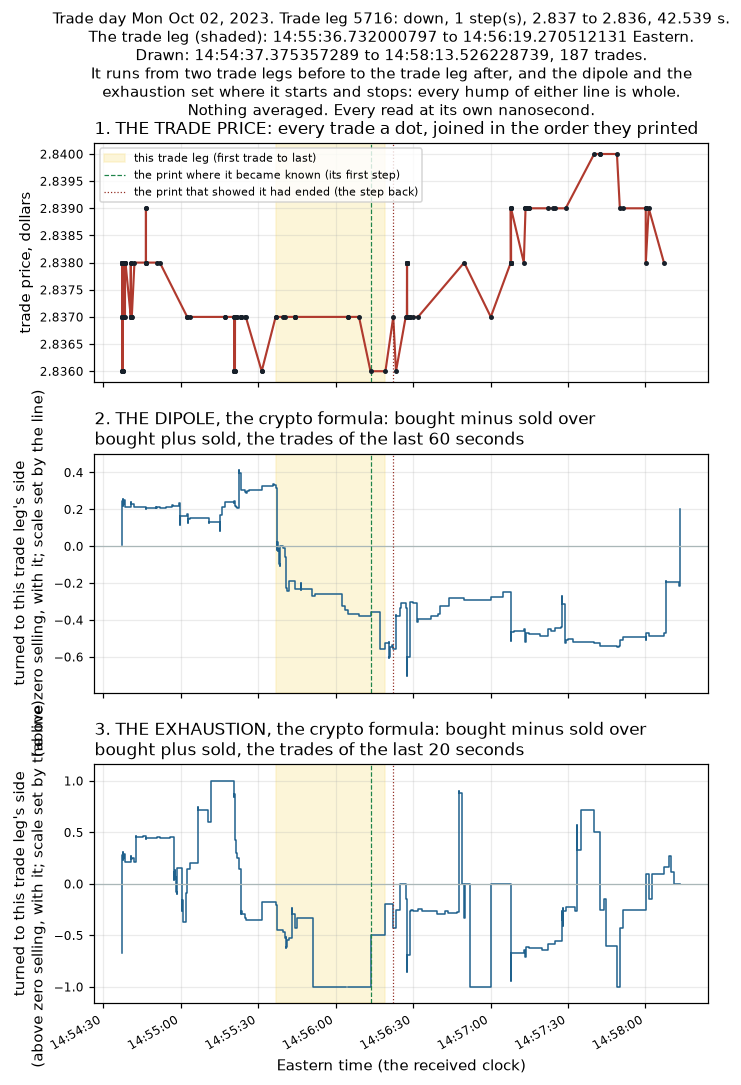 Trade day Mon Oct 02, 2023. Trade leg 5716: down, 1 step(s), 2.837 to 2.836, 42.539 s.
The trade leg (shaded): 14:55:36.732000797 to 14:56:19.270512131 Eastern.
Drawn: 14:54:37.375357289 to 14:58:13.526228739, 187 trades.
It runs from two trade legs before to the trade leg after, and the dipole and the
exhaustion set where it starts and stops: every hump of either line is whole.
Nothing averaged. Every read at its own nanosecond.
1. THE TRADE PRICE: every trade a dot, joined in the order they printed
this trade leg (first trade to last)
the print where it became known (its first step)
the print that showed it had ended (the step back)
trade price, dollars
2.8400
2.8395
2.8390
2.8385
2.8380
2.8375
2.8370
2.8365
2.8360
2. THE DIPOLE, the crypto formula: bought minus sold over
bought plus sold, the trades of the last 60 seconds
turned to this trade leg's side
(above zero selling, with it; scale set by the line)
0.4
0.2
0.0
−0.2
−0.4
−0.6
3. THE EXHAUSTION, the crypto formula: bought minus sold over
bought plus sold, the trades of the last 20 seconds
turned to this trade leg's side
(above zero selling, with it; scale set by the line)
1.0
0.5
0.0
−0.5
−1.0
14:54:30
14:55:00
14:55:30
14:56:00
14:56:30
14:57:00
14:57:30
14:58:00
Eastern time (the received clock)